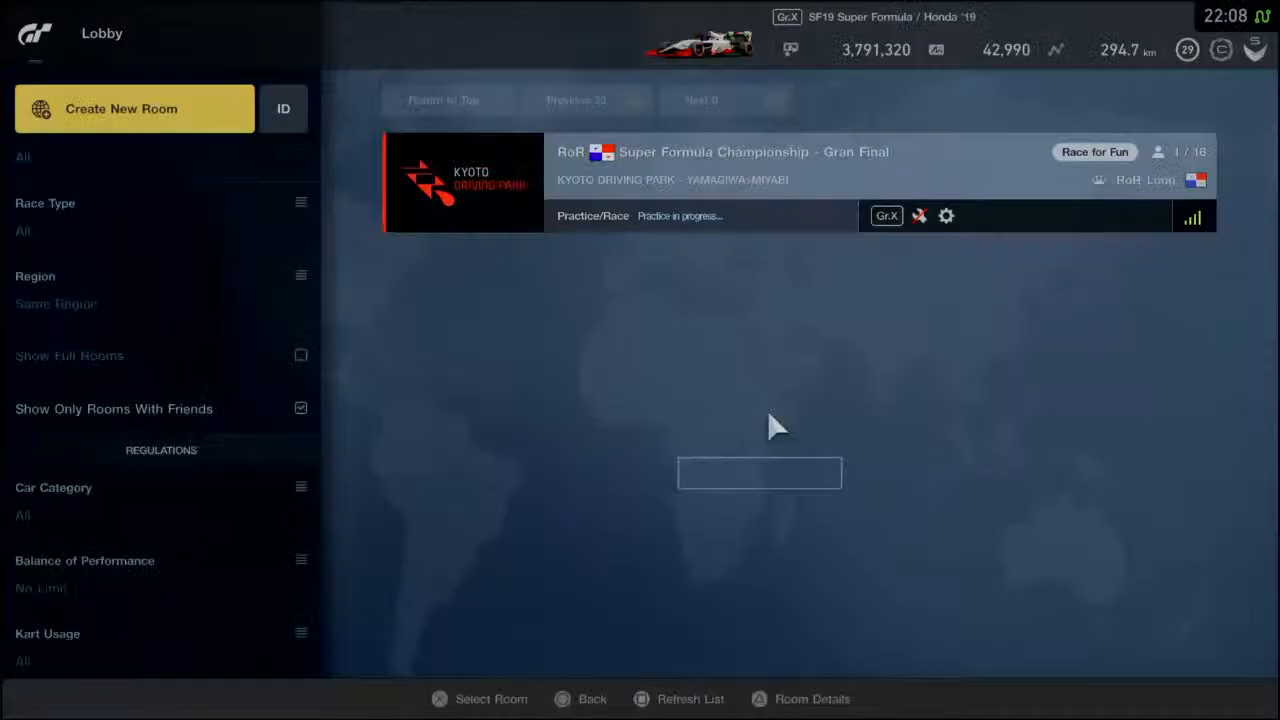 Lobby
Gr.X SF19 Super Formula / Honda '19
22:08
3,791,320 42,990 294.7 km 29 C S
Create New Room ID
Return to Top Previous 22 Next 0
All
Race Type
All
Region
Same Region
Show Full Rooms
Show Only Rooms With Friends
REGULATIONS
Car Category
All
Balance of Performance
No Limit
Kart Usage
All
KYOTO
DRIVING PARK
RoR Super Formula Championship - Gran Final Race for Fun 1 / 16
KYOTO DRIVING PARK - YAMAGIWA+MIYABI RoR
Practice/Race Practice in progress... Gr.X
Select Room Back Refresh List Room Details